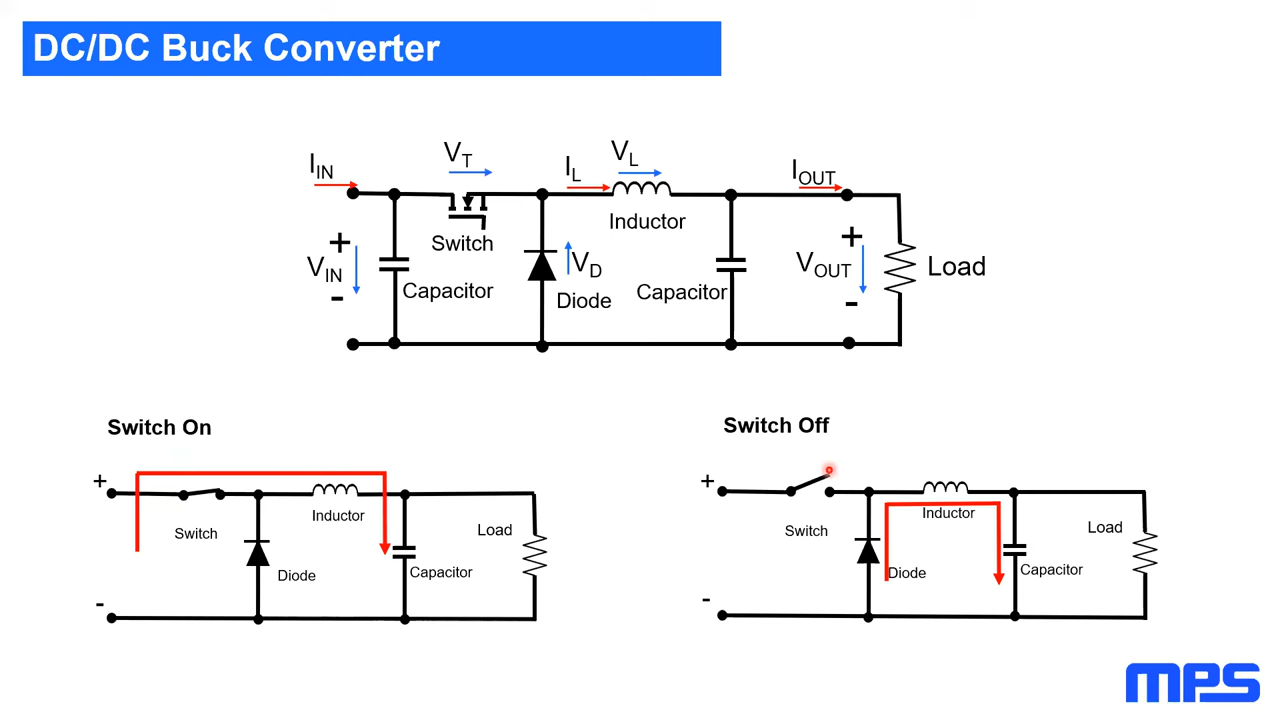 DC/DC Buck Converter
I_IN
V_T
I_L
V_L
I_OUT
Inductor
Switch
+
V_IN
-
Capacitor
V_D
Diode
Capacitor
+
V_OUT
-
Load
Switch On
+
Switch
Inductor
Load
Diode
Capacitor
-
Switch Off
+
Switch
Inductor
Load
Diode
Capacitor
-
mps